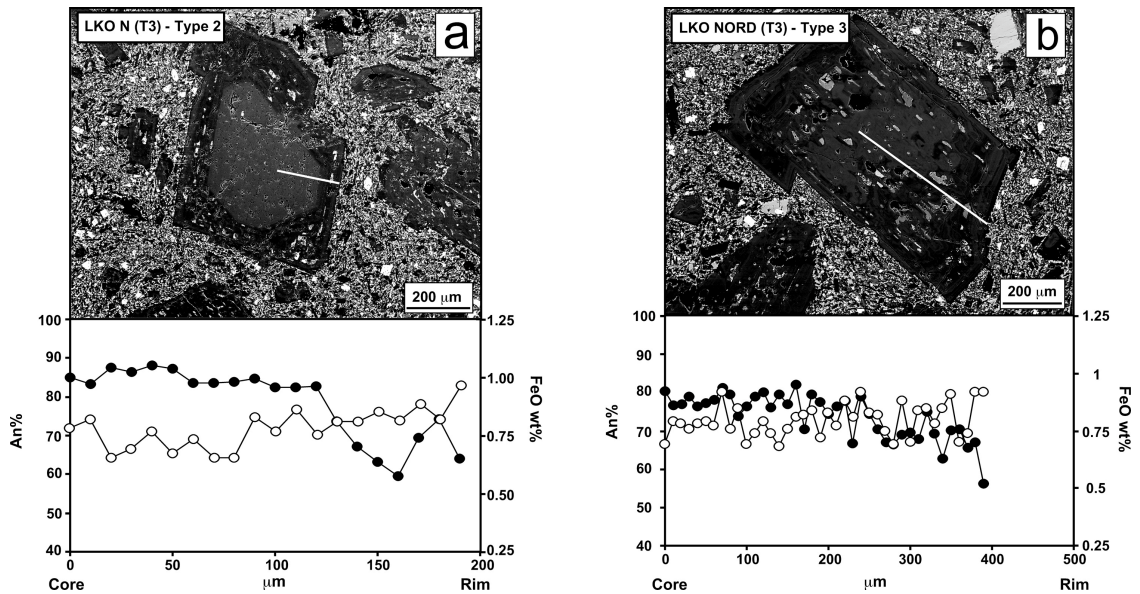 LKO N (T3) - Type 2
a
200 μm
100
90
80
70
60
50
40
An%
1.25
1.00
0.75
0.50
0.25
FeO wt%
0
50
100
150
200
Core
μm
Rim
LKO NORD (T3) - Type 3
b
200 μm
100
90
80
70
60
50
40
An%
1.25
1
0.75
0.5
0.25
FeO wt%
0
100
200
300
400
500
Core
μm
Rim